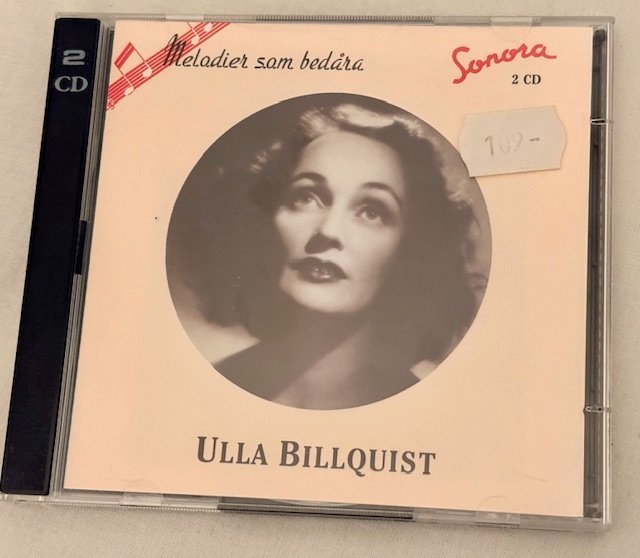 2
CD
Melodier som bedåra
Sonora
2 CD
ULLA BILLQUIST